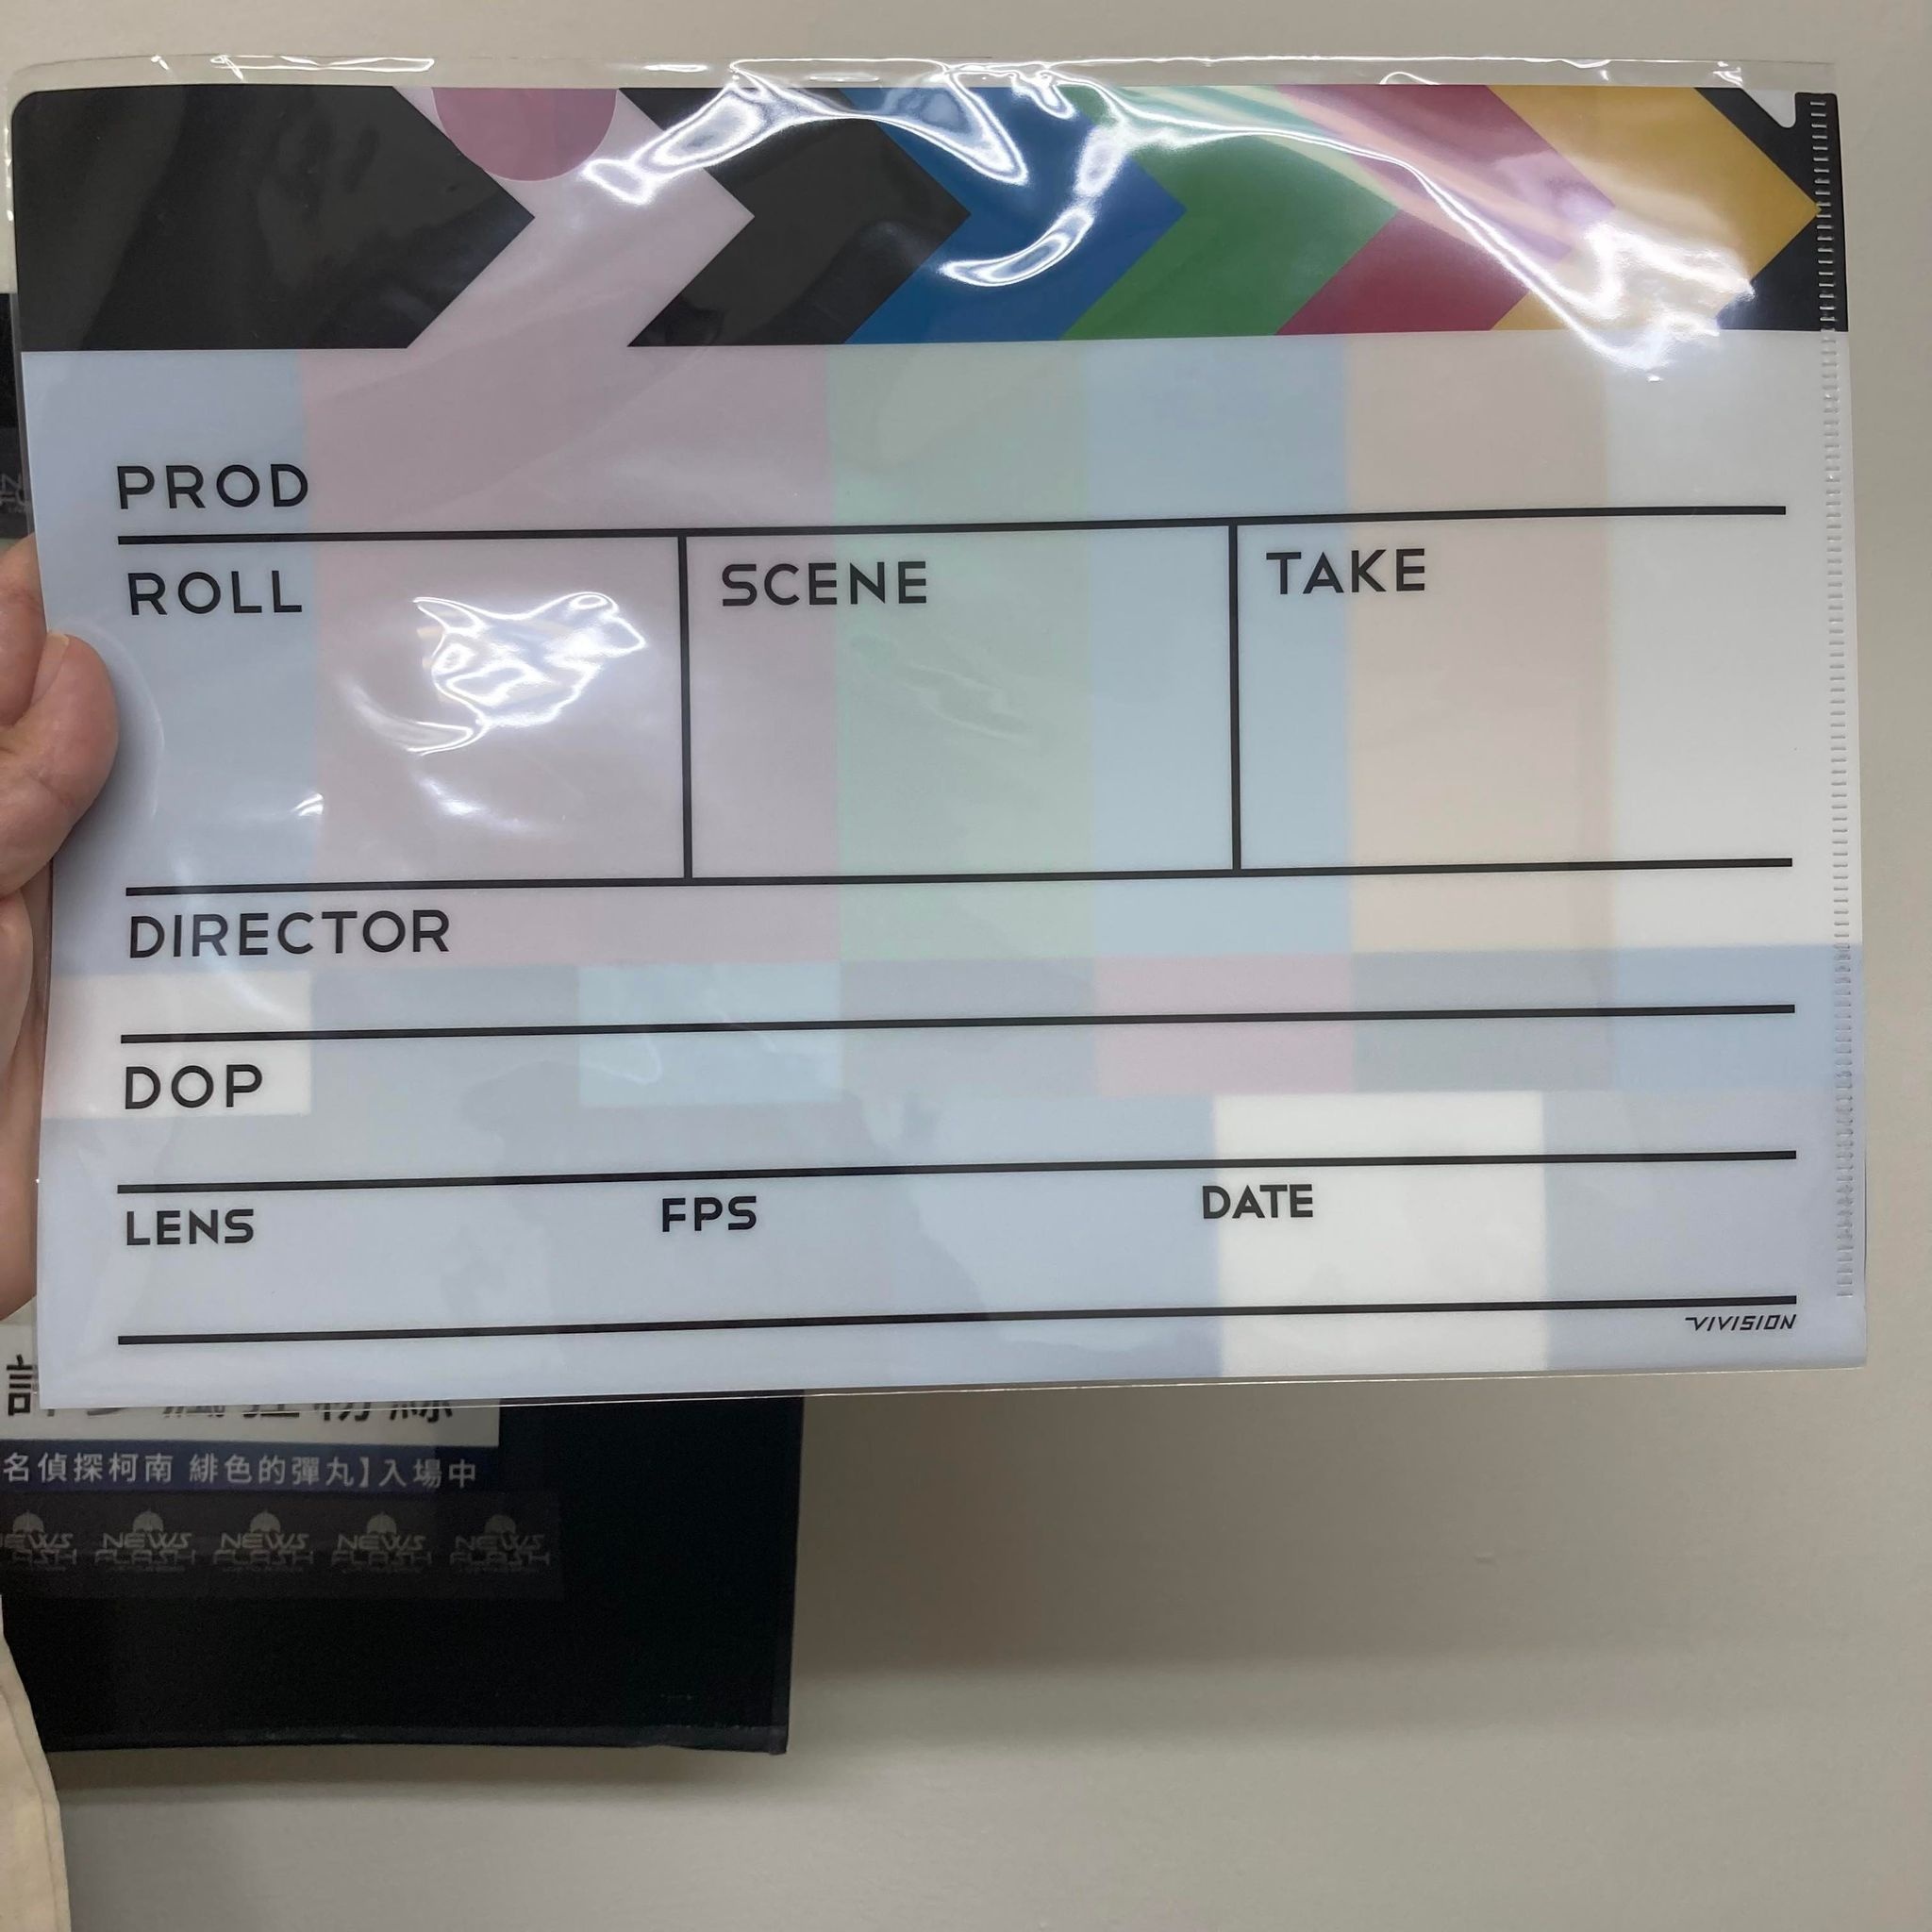 PROD
ROLL SCENE TAKE
DIRECTOR
DOP
LENS FPS DATE
VIVISION
名偵探柯南 緋色的彈丸】入場中
NEWS NEWS NEWS NEWS
FLASH FLASH FLASH FLASH